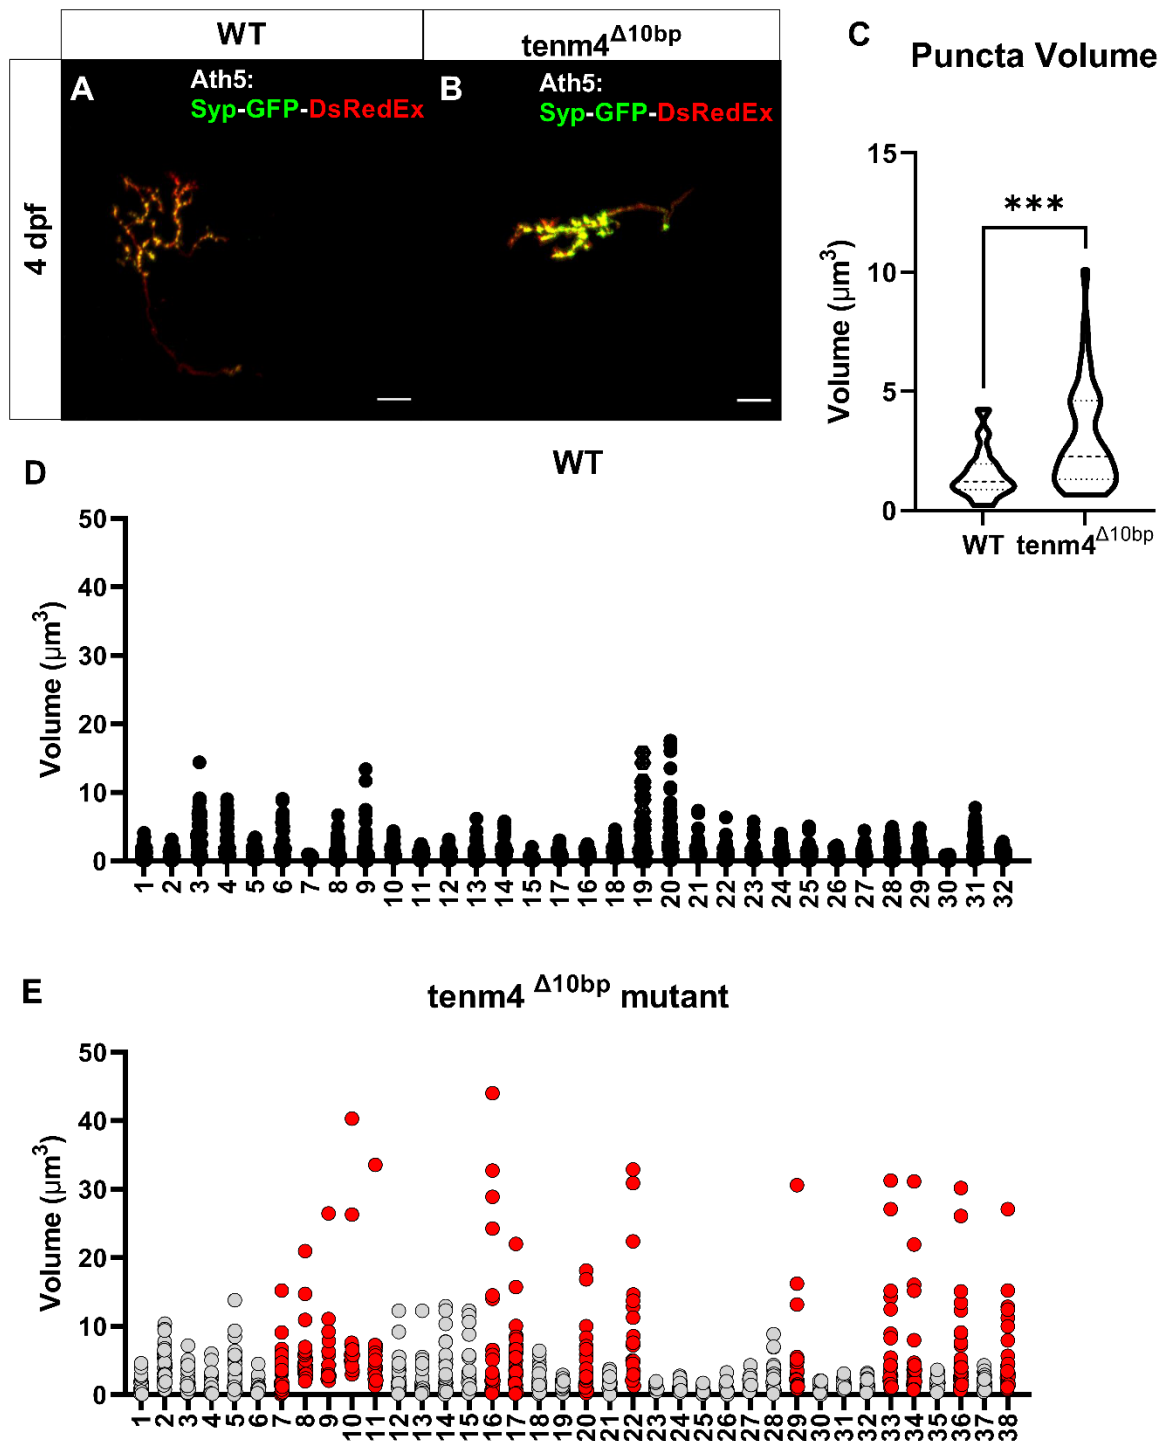 WT
tenm4Δ10bp
A
Ath5:
Syp-GFP-DsRedEx
B
Ath5:
Syp-GFP-DsRedEx
4 dpf
C
Puncta Volume
Volume (μm3)
15
10
5
0
***
WT
tenm4Δ10bp
D
WT
Volume (μm3)
50
40
30
20
10
0
1 2 3 4 5 6 7 8 9 10 11 12 13 14 15 17 16 18 19 20 21 22 23 24 25 26 27 28 29 30 31 32
E
tenm4 Δ10bp mutant
Volume (μm3)
50
40
30
20
10
0
1 2 3 4 5 6 7 8 9 10 11 12 13 14 15 16 17 18 19 20 21 22 23 24 25 26 27 28 29 30 31 32 33 34 35 36 37 38